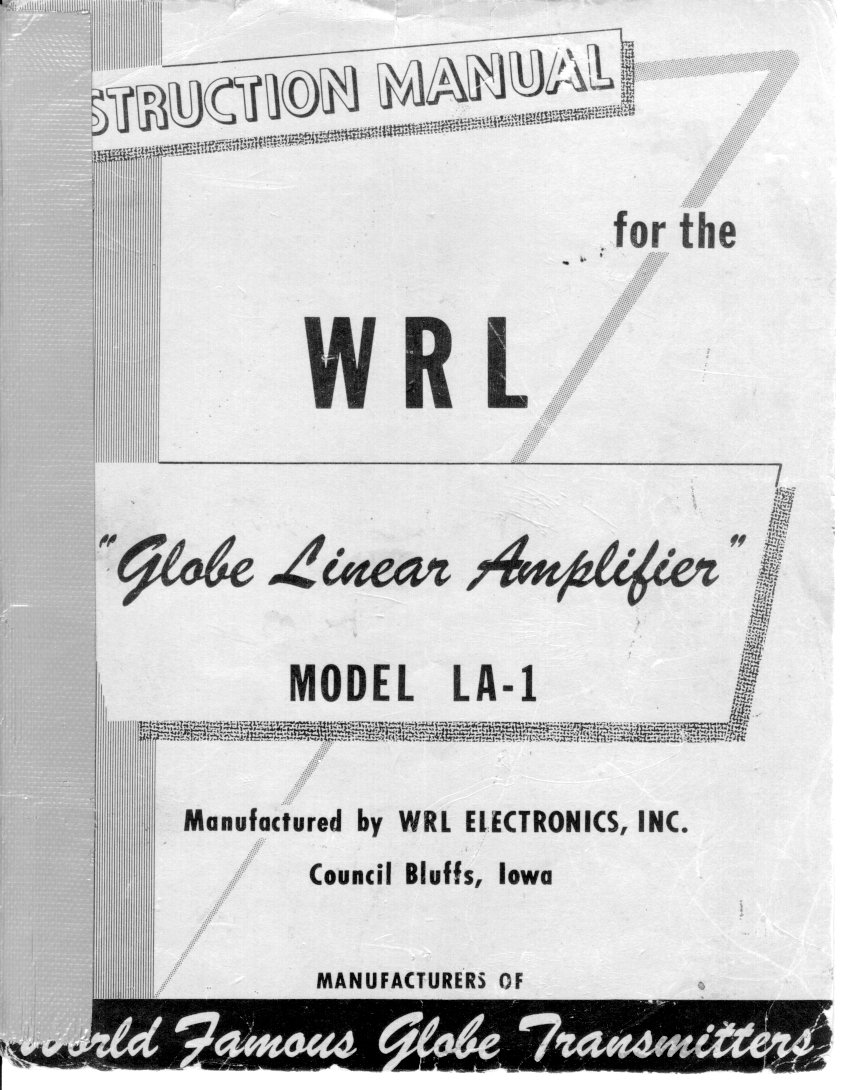 STRUCTION MANUAL
for the
WRL
"Globe Linear Amplifier"
MODEL LA-1
Manufactured by WRL ELECTRONICS, INC.
Council Bluffs, Iowa
MANUFACTURERS OF
World Famous Globe Transmitters